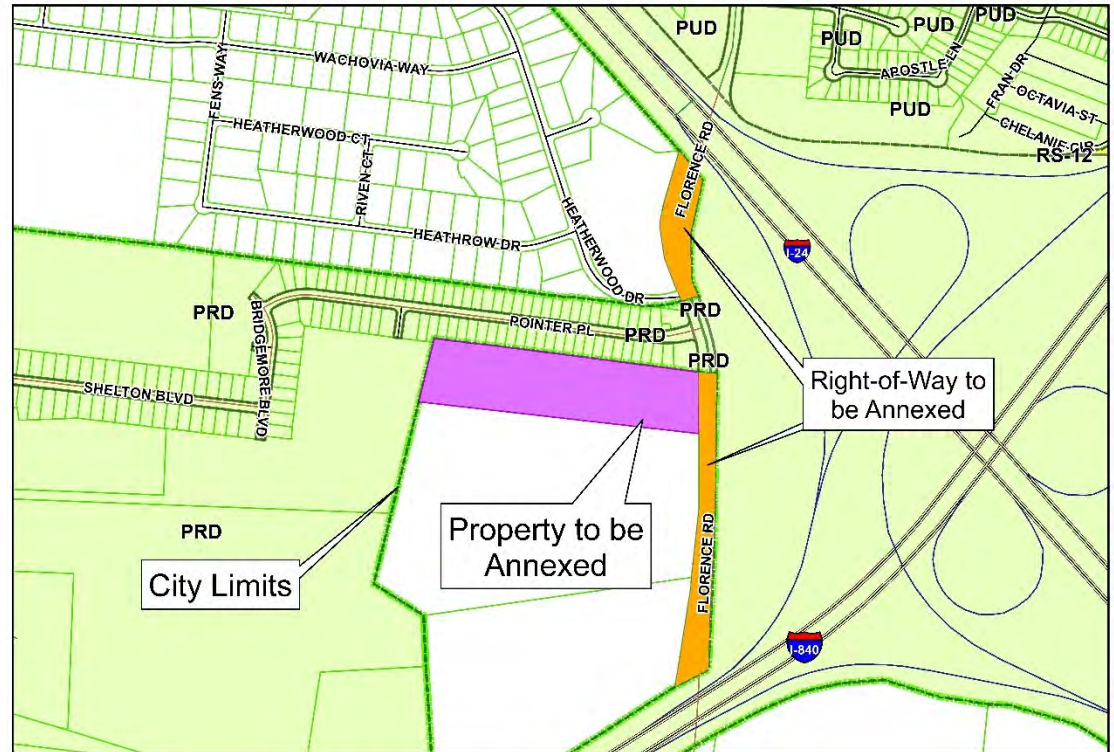 PUD
PUD
PUD
PUD
PUD
APOSTLE LN
FRAN DR
OCTAVIA ST
CHELANIE CIR
RS-12
FENS WAY
WACHOVIA WAY
HEATHERWOOD CT
RIVEN CT
HEATHROW DR
HEATHERWOOD DR
FLORENCE RD
I-24
PRD
BRIDGEMORE BLVD
POINTER PL
PRD
PRD
PRD
SHELTON BLVD
Right-of-Way to
be Annexed
Property to be
Annexed
FLORENCE RD
PRD
City Limits
I-840